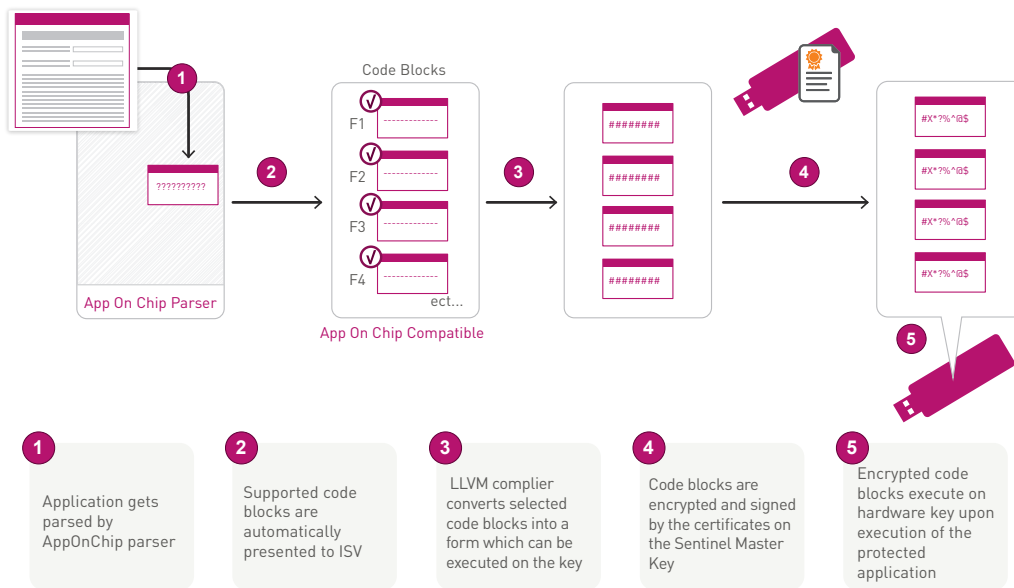 1
??????????
App On Chip Parser
2
Code Blocks
F1
----------
F2
----------
F3
----------
F4
----------
ect...
App On Chip Compatible
3
########
########
########
########
4
#X*?%^@$
#X*?%^@$
#X*?%^@$
#X*?%^@$
5
1
Application gets
parsed by
AppOnChip parser
2
Supported code
blocks are
automatically
presented to ISV
3
LLVM complier
converts selected
code blocks into a
form which can be
executed on the key
4
Code blocks are
encrypted and signed
by the certificates on
the Sentinel Master
Key
5
Encrypted code
blocks execute on
hardware key upon
execution of the
protected
application